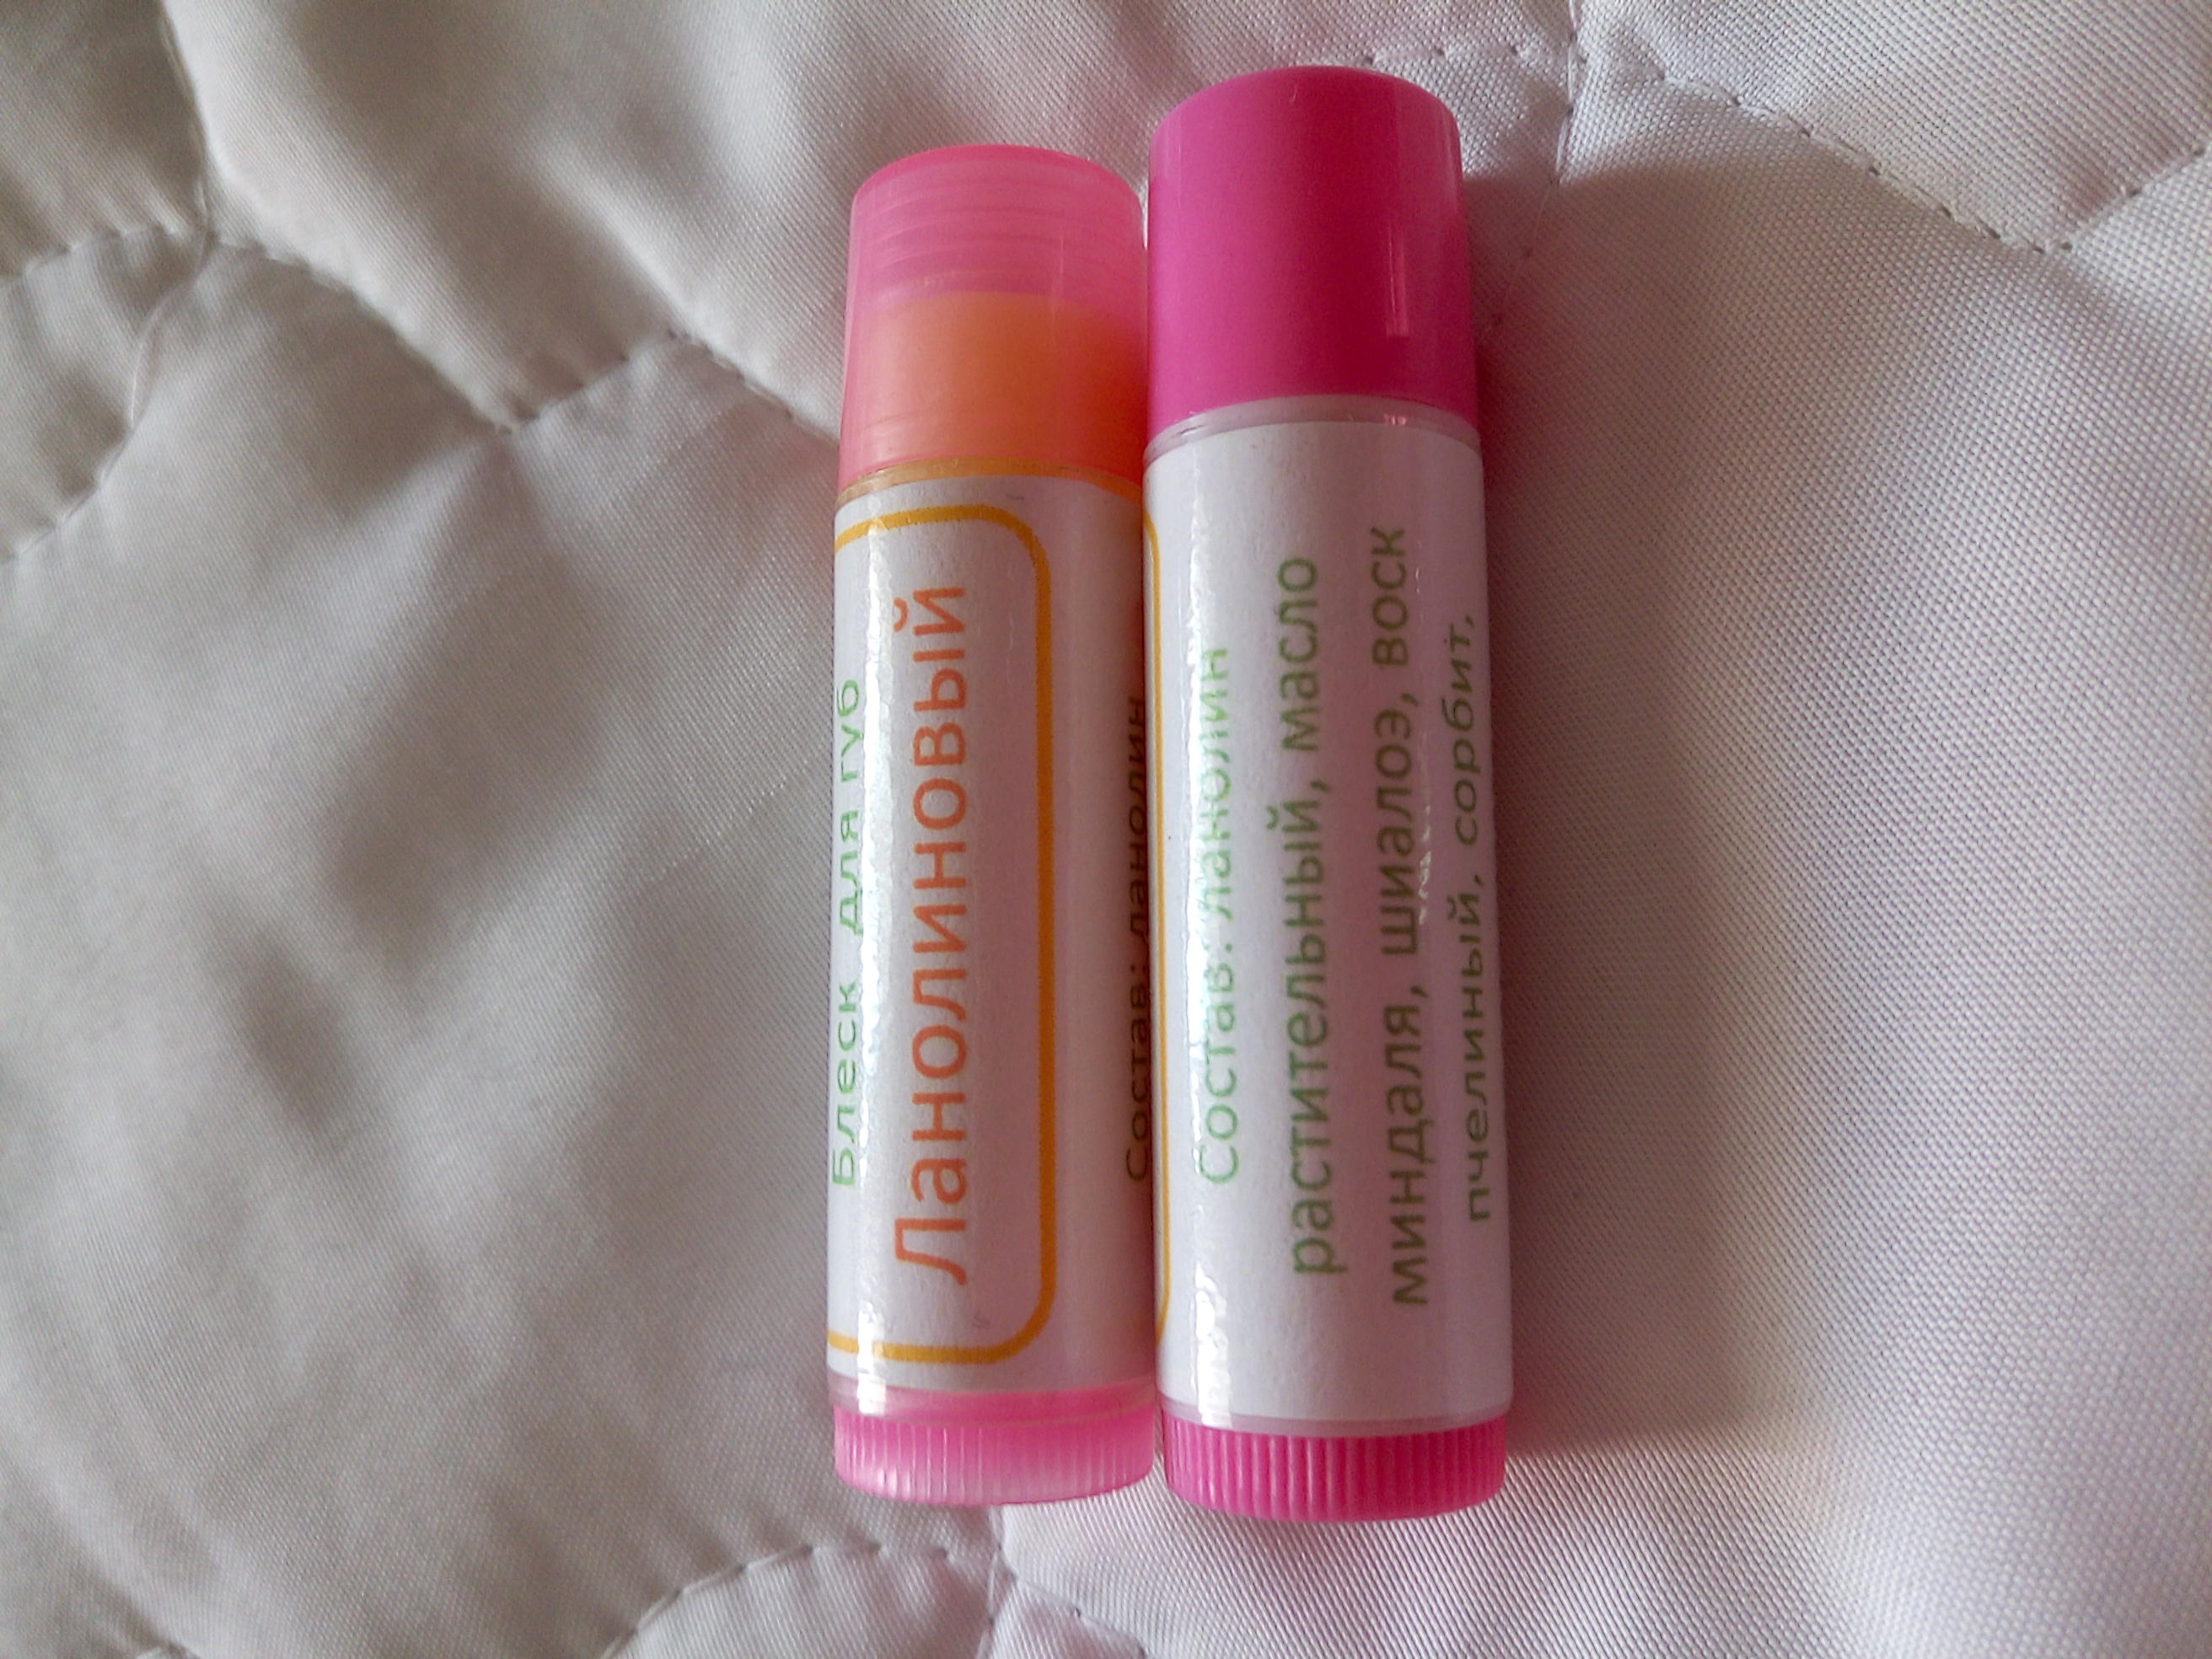 Блеск для губ
Ланолиновый
Состав: ланолин
Состав: ланолин
растительный, масло
миндаля, шиалоэ, воск
пчелиный, сорбит,